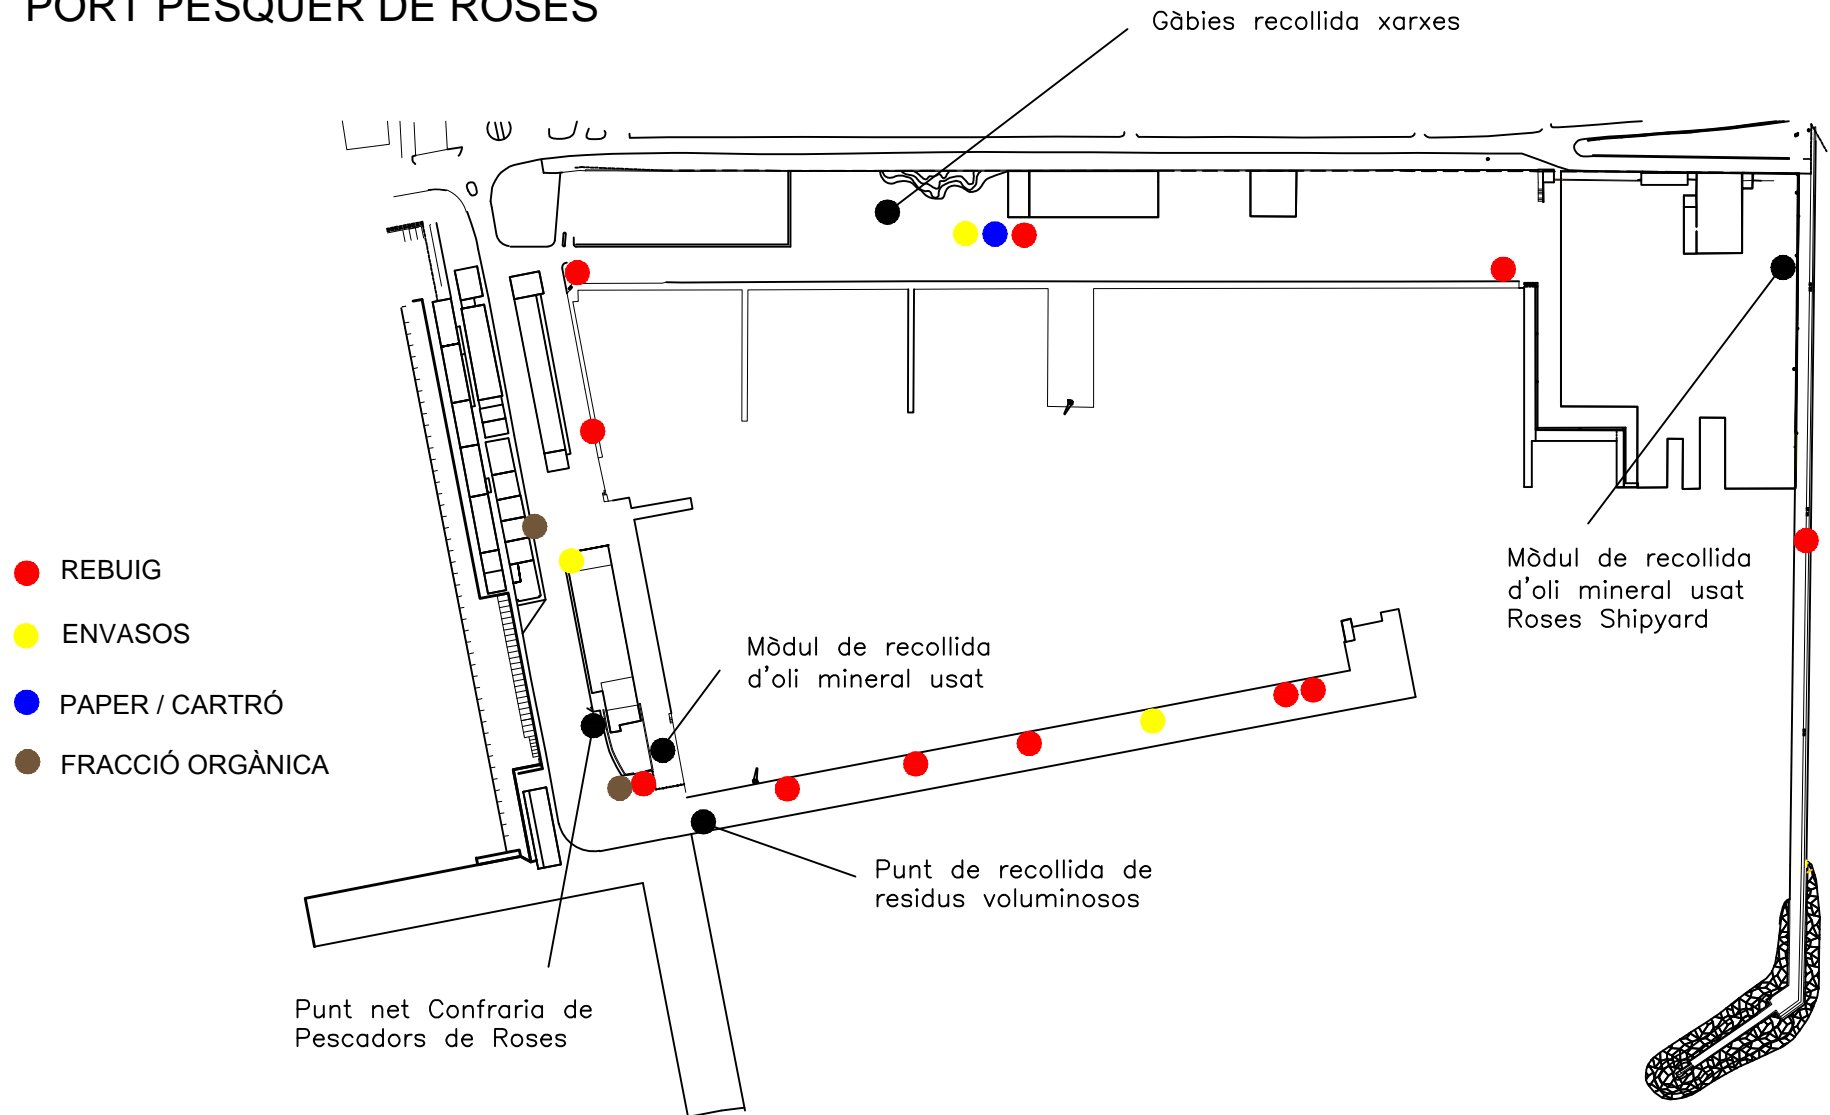 PORT PESQUER DE ROSES
Gàbies recollida xarxes
Mòdul de recollida
d'oli mineral usat
Roses Shipyard
REBUIG
ENVASOS
PAPER / CARTRÓ
FRACCIÓ ORGÀNICA
Mòdul de recollida
d'oli mineral usat
Punt de recollida de
residus voluminosos
Punt net Confraria de
Pescadors de Roses